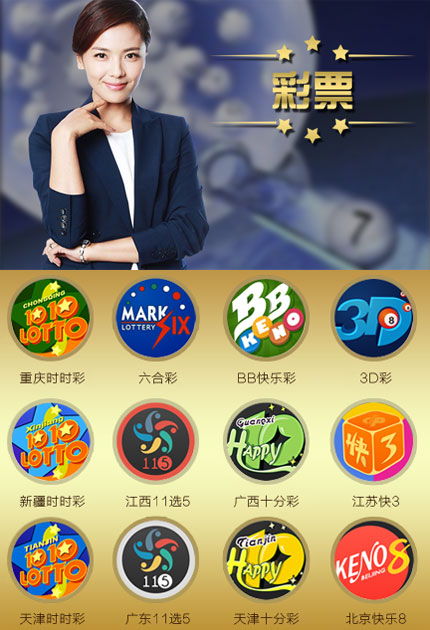 彩票
7
CHONGQING
1010
LOTTO
MARK
LOTTERY SIX
BB
KENO
3D
8
重庆时时彩
六合彩
BB快乐彩
3D彩
Xinjiang
1010
LOTTO
115
Guangxi
10
HAPPY
快
3
新疆时时彩
江西11选5
广西十分彩
江苏快3
TIANJIN
1010
LOTTO
115
Tianjin
10
HAPPY
KENO 8
BEIJING
天津时时彩
广东11选5
天津十分彩
北京快乐8